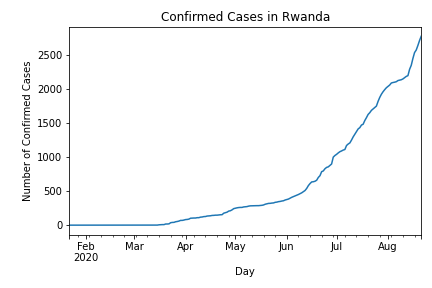 Confirmed Cases in Rwanda
Number of Confirmed Cases
2500
2000
1500
1000
500
0
Feb Mar Apr May Jun Jul Aug
2020
Day